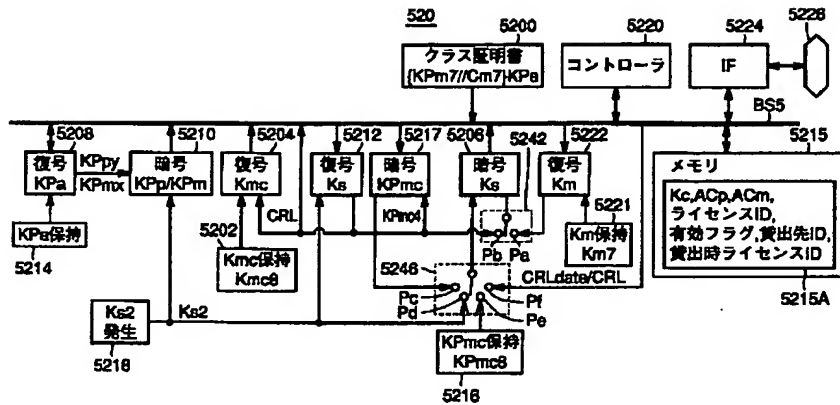 520
5200
5220
5224
5226
クラス証明書
{KPm7//Cm7}KPa
コントローラ
IF
BS5
5208
5210
5204
5212
5217
5206
5242
5222
5215
復号
KPa
KPpy
KPmx
暗号
KPp/KPm
復号
Kmc
復号
Ks
暗号
KPmc
暗号
Ks
復号
Km
メモリ
Kc,ACp,ACm,
ライセンスID,
有効フラグ,貸出先ID,
貸出時ライセンスID
5215A
CRL
KPmc4
KPa保持
5214
5202
Kmc保持
Kmc8
Pb
Pa
5221
Km保持
Km7
5246
CRLdate/CRL
Pc
Pd
Pf
Pe
Ks2
発生
5218
Ks2
KPmc保持
KPmc8
5216